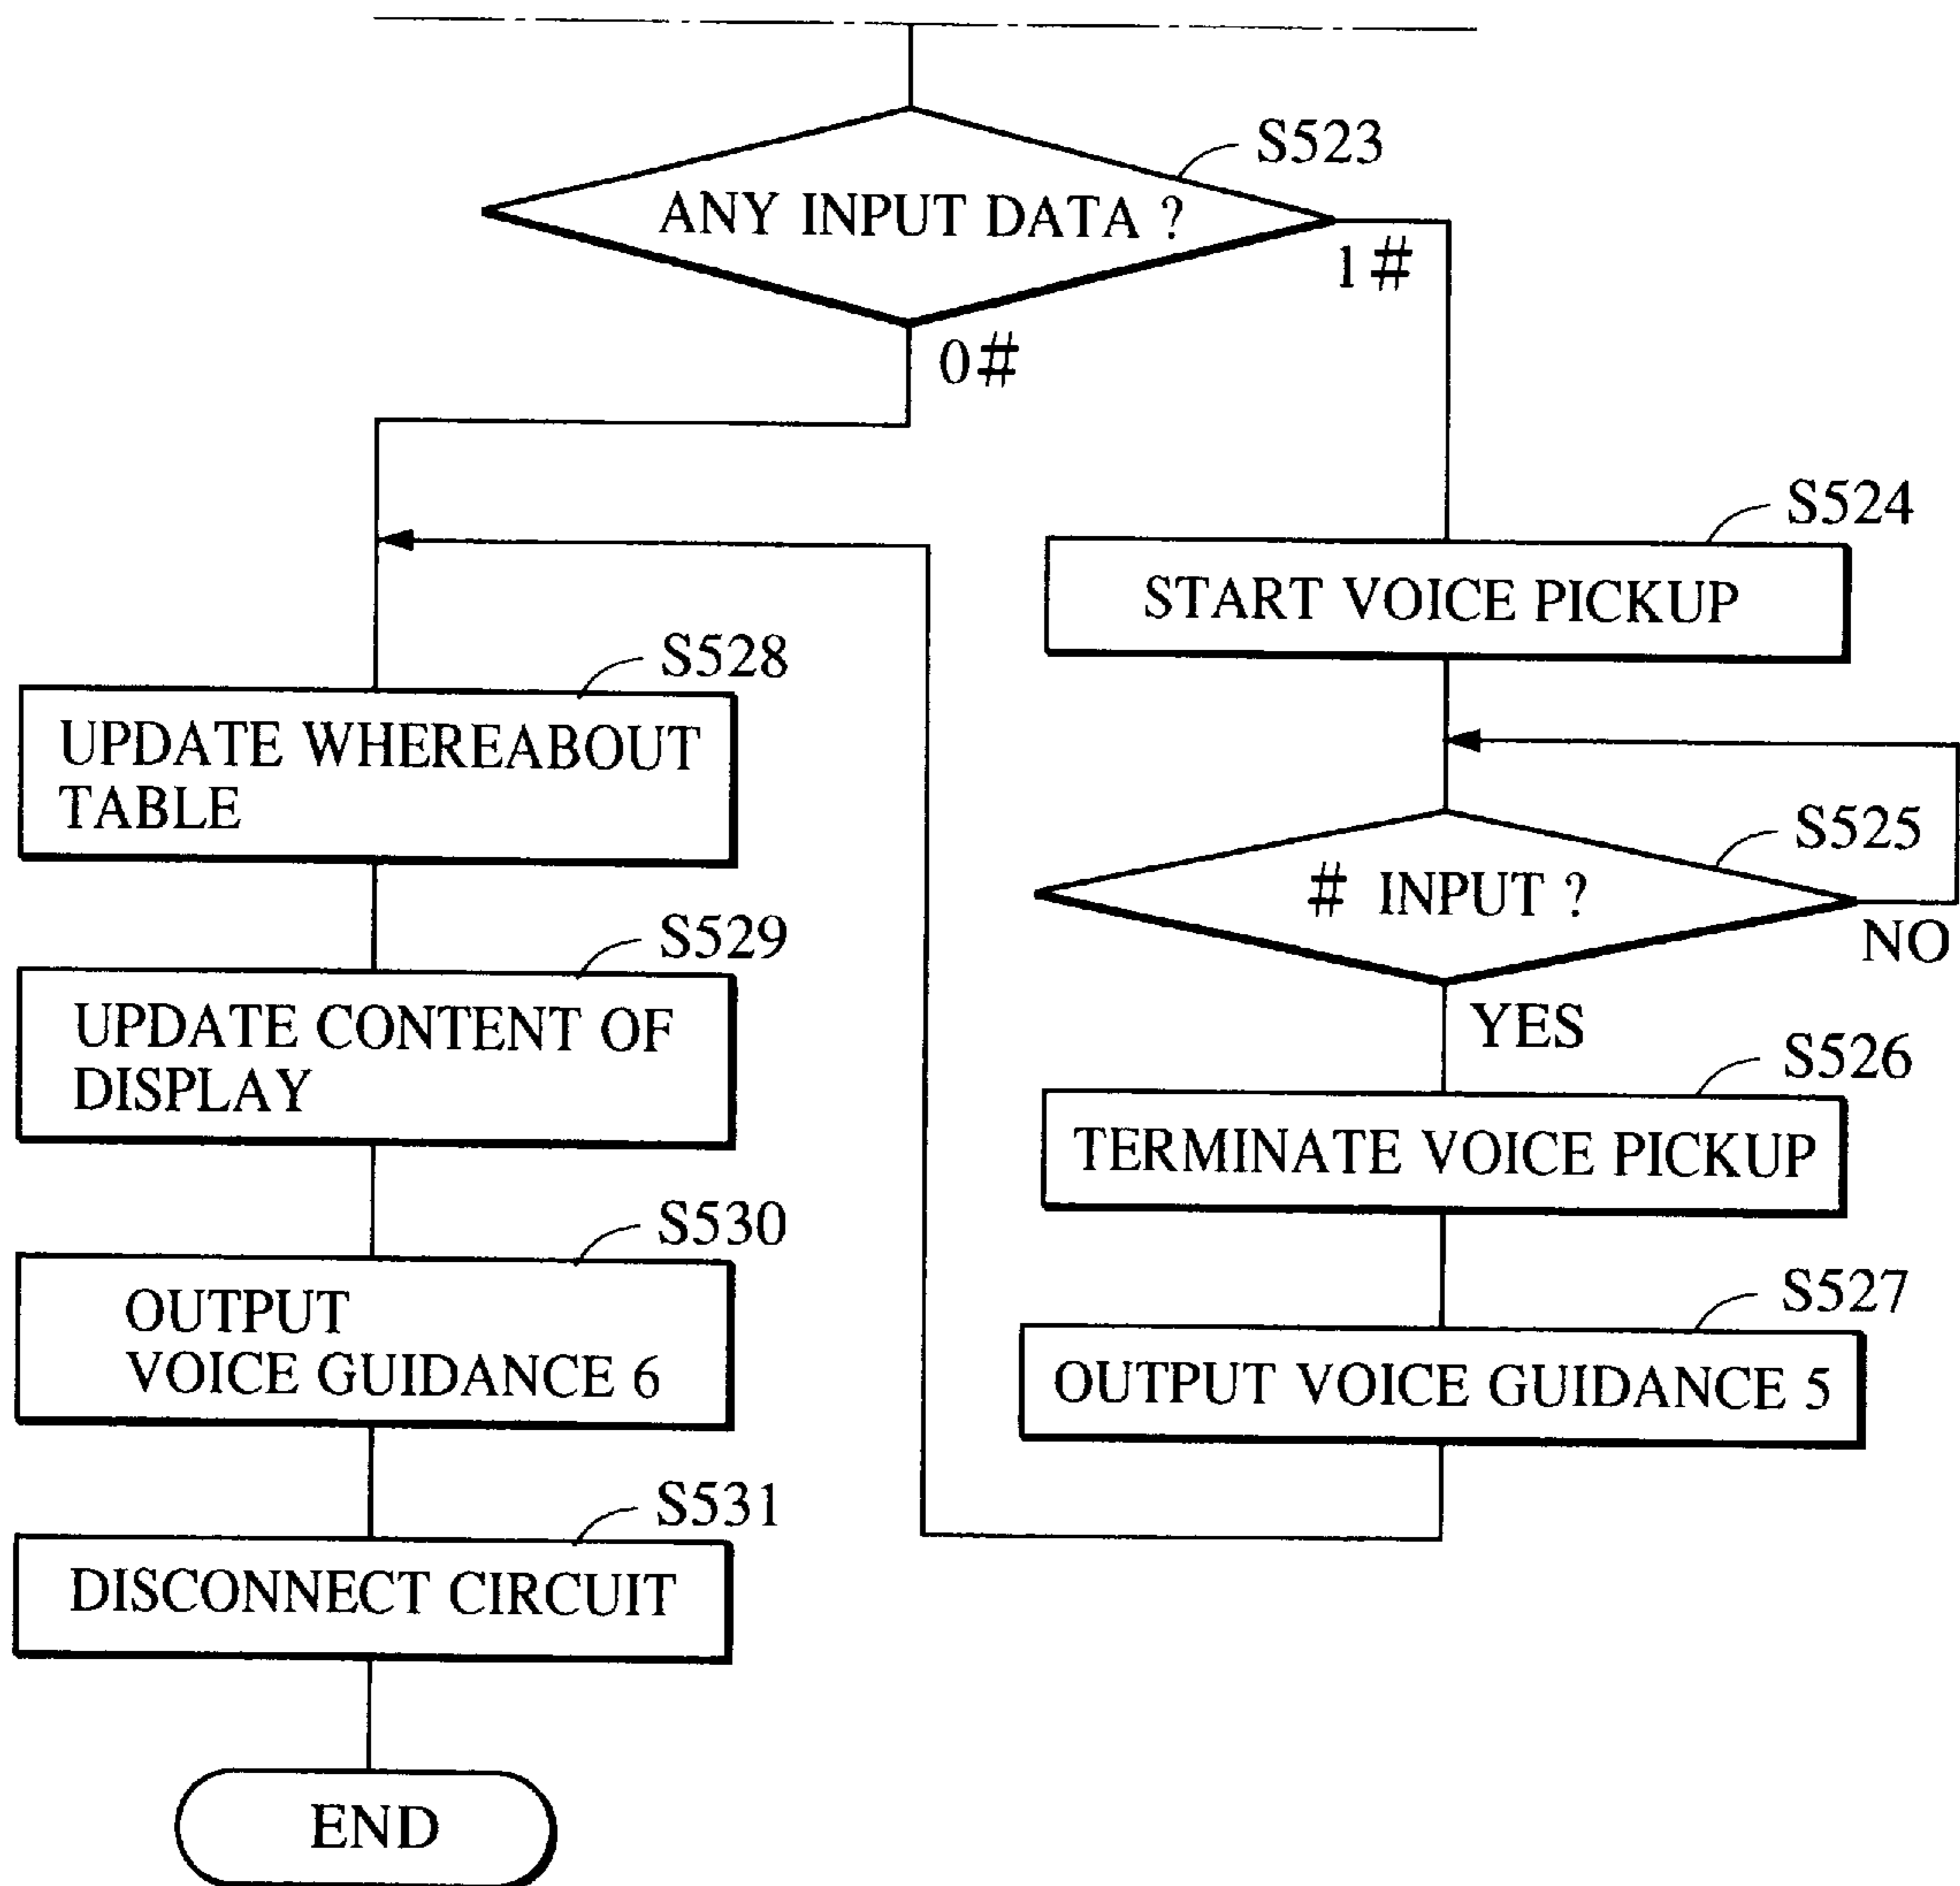 S523
ANY INPUT DATA ?
1#
0#
S524
START VOICE PICKUP
S525
# INPUT ?
NO
YES
S526
TERMINATE VOICE PICKUP
S527
OUTPUT VOICE GUIDANCE 5
S528
UPDATE WHEREABOUT
TABLE
S529
UPDATE CONTENT OF
DISPLAY
S530
OUTPUT
VOICE GUIDANCE 6
S531
DISCONNECT CIRCUIT
END